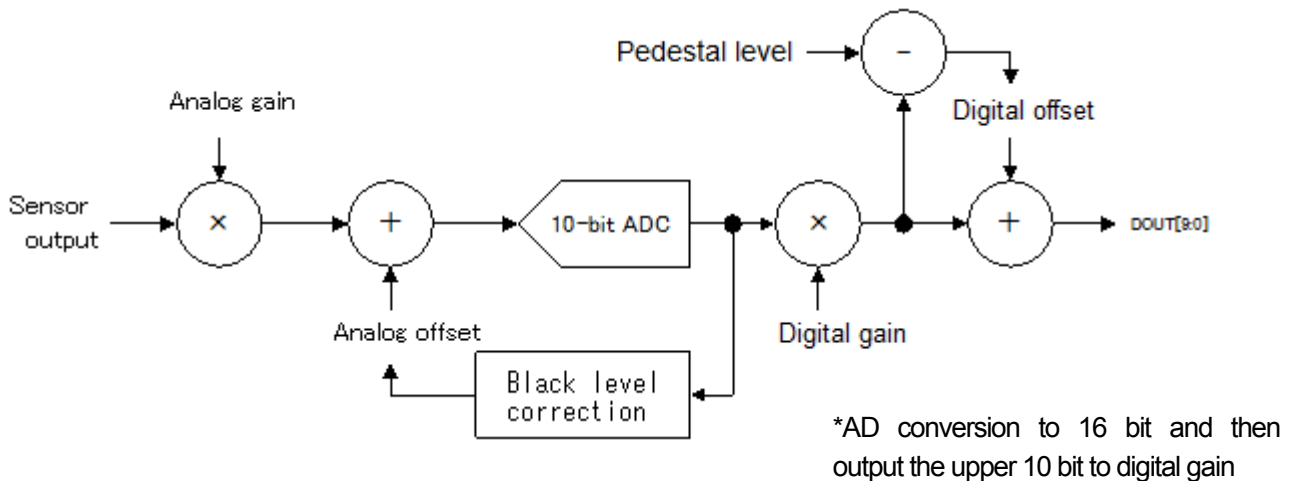 Pedestal level
-
Analog gain
Digital offset
Sensor
output
×
+
10-bit ADC
×
+
DOUT[9:0]
Analog offset
Digital gain
Black level
correction
*AD conversion to 16 bit and then
output the upper 10 bit to digital gain